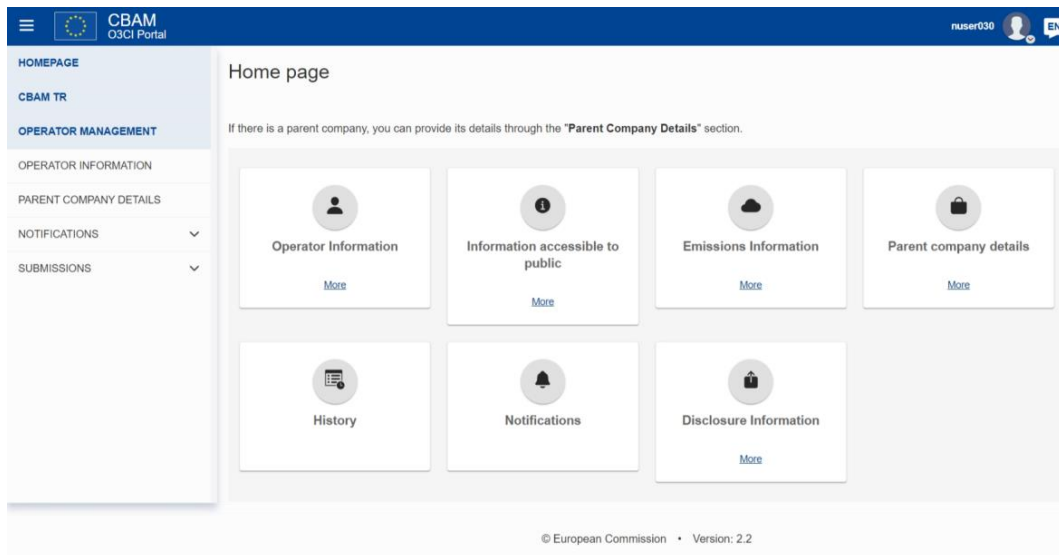 CBAM
O3CI Portal
nuser030
EN
HOMEPAGE
CBAM TR
OPERATOR MANAGEMENT
OPERATOR INFORMATION
PARENT COMPANY DETAILS
NOTIFICATIONS
SUBMISSIONS
Home page
If there is a parent company, you can provide its details through the "Parent Company Details" section.
Operator Information
More
Information accessible to
public
More
Emissions Information
More
Parent company details
More
History
Notifications
Disclosure Information
More
© European Commission • Version: 2.2